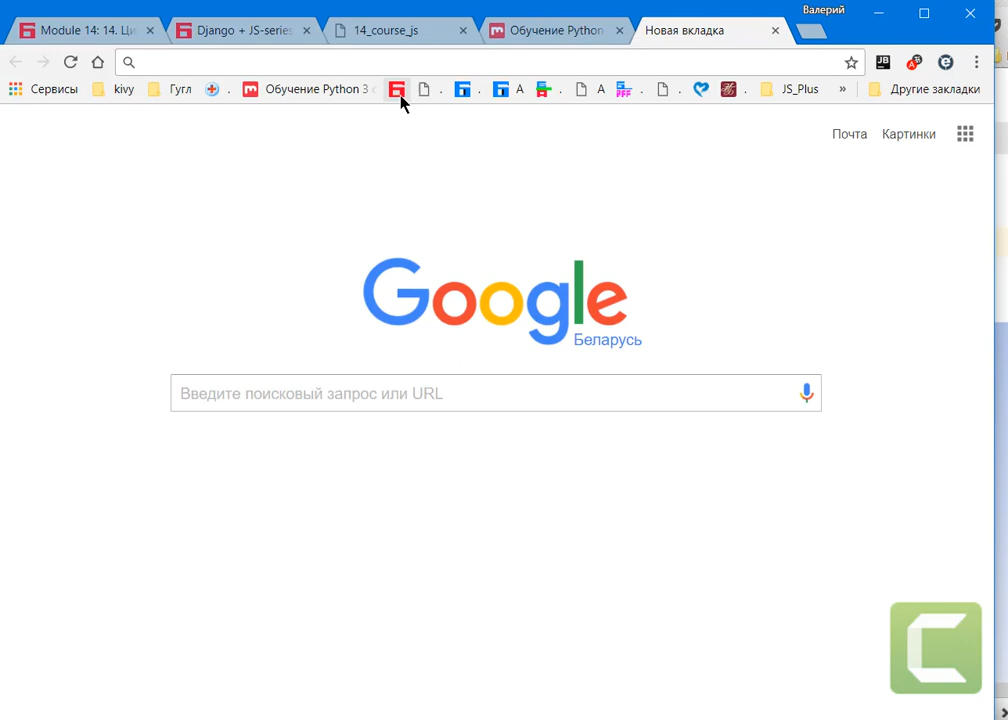 Валерий
Module 14: 14. Ци
Django + JS-serie
14_course_js
Обучение Python
Новая вкладка
Сервисы
kivy
Гугл
.
Обучение Python 3
.
.
A
.
A
.
.
.
JS_Plus
»
Другие закладки
Почта
Картинки
Google
Беларусь
Введите поисковый запрос или URL